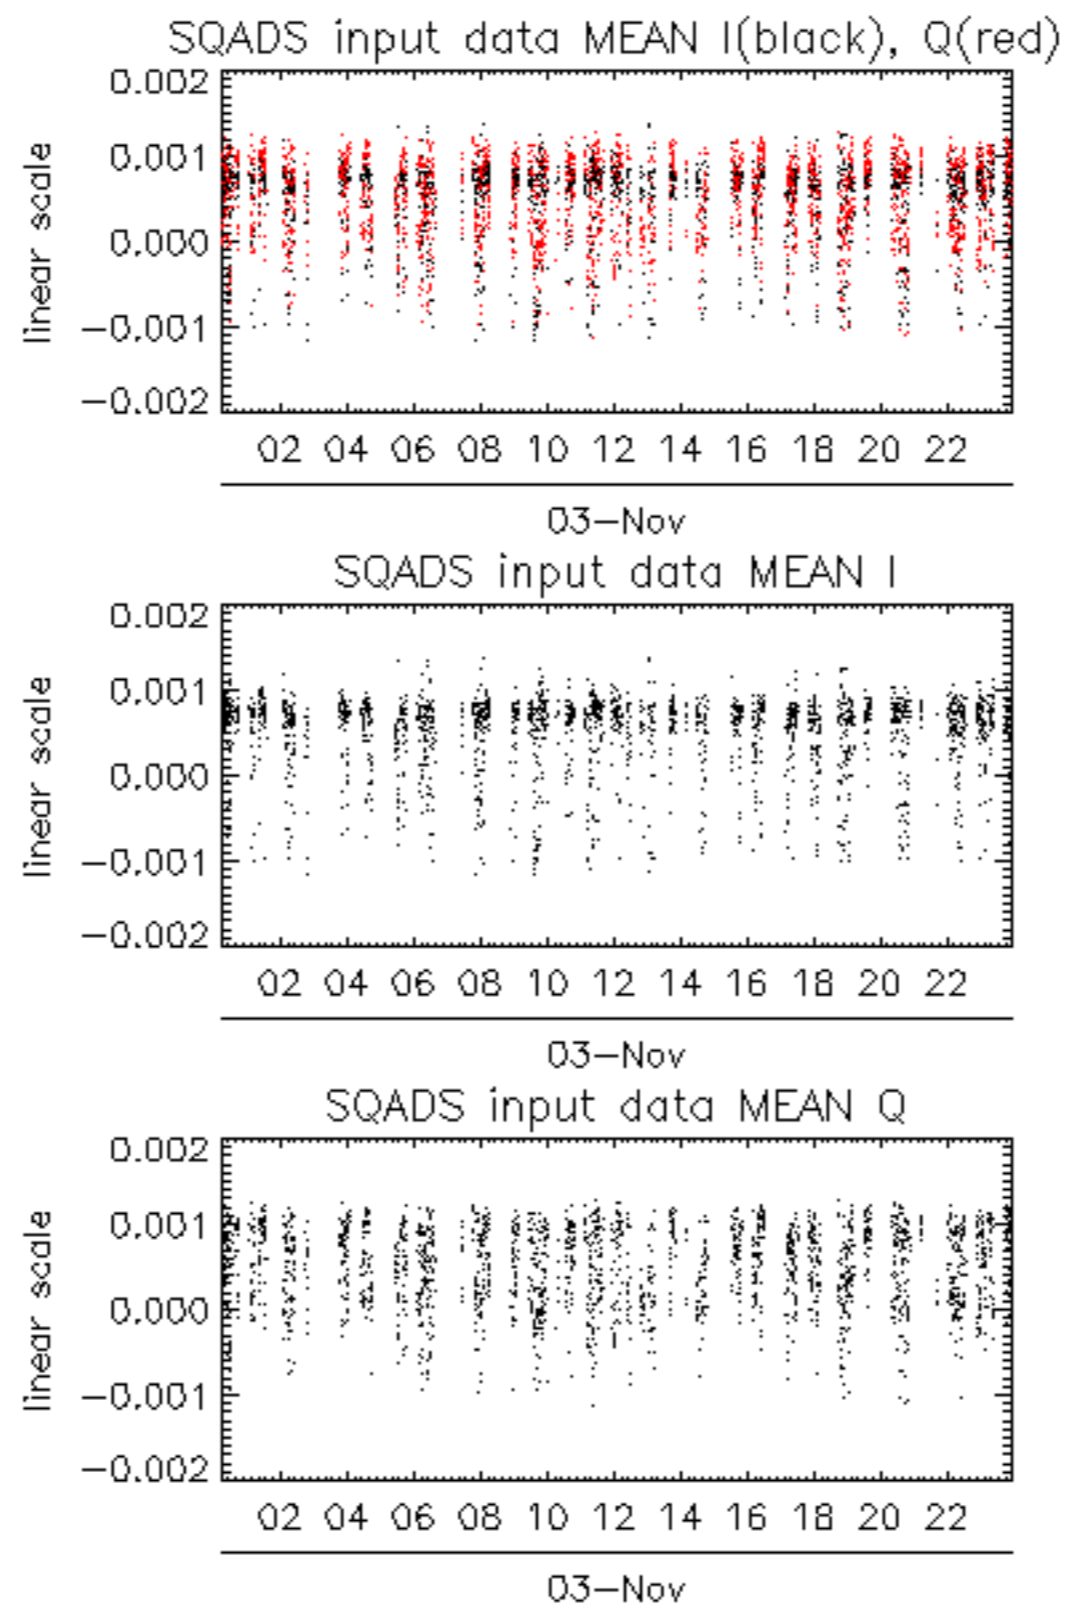 SQADS input data MEAN I(black), Q(red)
0.002
0.001
0.000
−0.001
−0.002
linear scale
02 04 06 08 10 12 14 16 18 20 22
03−Nov
SQADS input data MEAN I
0.002
0.001
0.000
−0.001
−0.002
linear scale
02 04 06 08 10 12 14 16 18 20 22
03−Nov
SQADS input data MEAN Q
0.002
0.001
0.000
−0.001
−0.002
linear scale
02 04 06 08 10 12 14 16 18 20 22
03−Nov